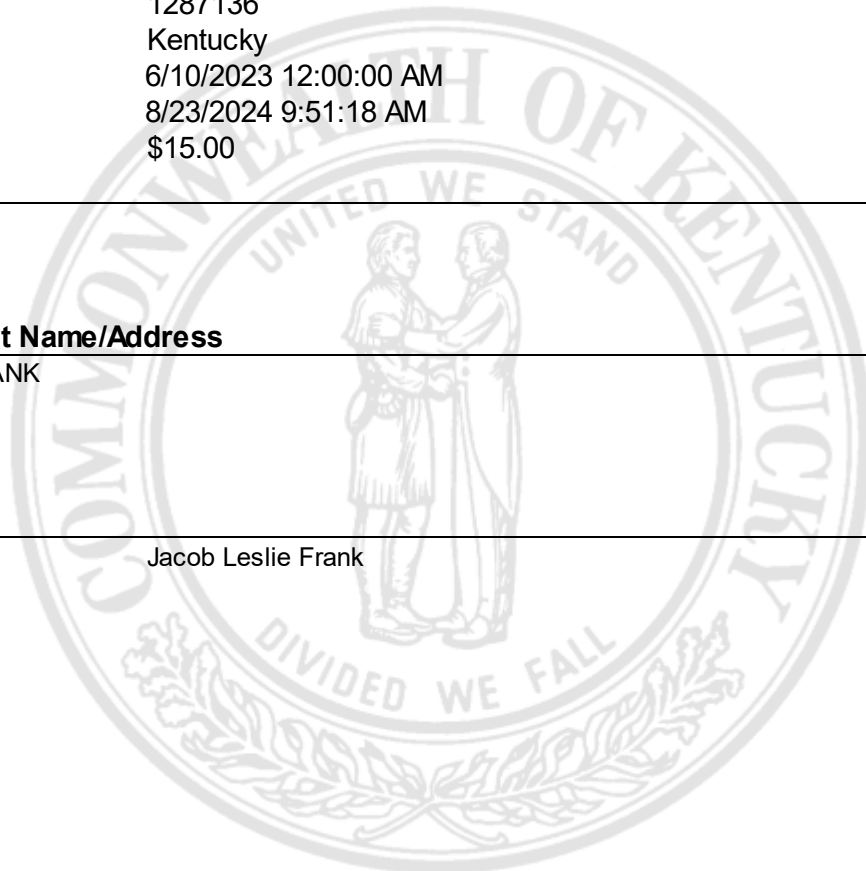 1287136
Kentucky
6/10/2023 12:00:00 AM
8/23/2024 9:51:18 AM
$15.00
t Name/Address
ANK
Jacob Leslie Frank
COMMONWEALTH OF KENTUCKY
UNITED WE STAND
DIVIDED WE FALL